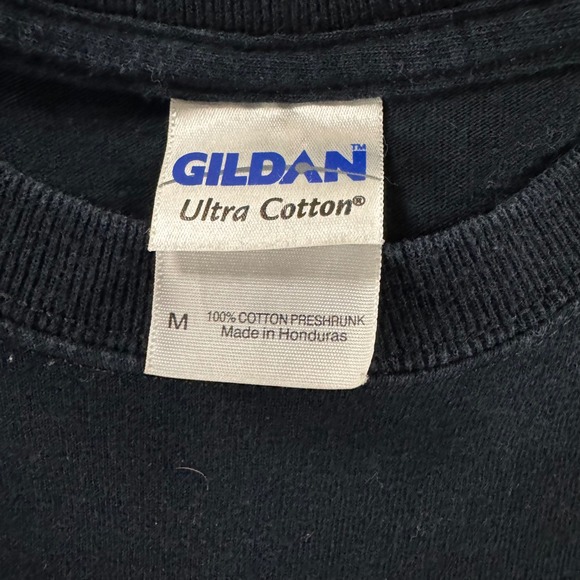 GILDAN™
Ultra Cotton®
M 100% COTTON PRESHRUNK
Made in Honduras